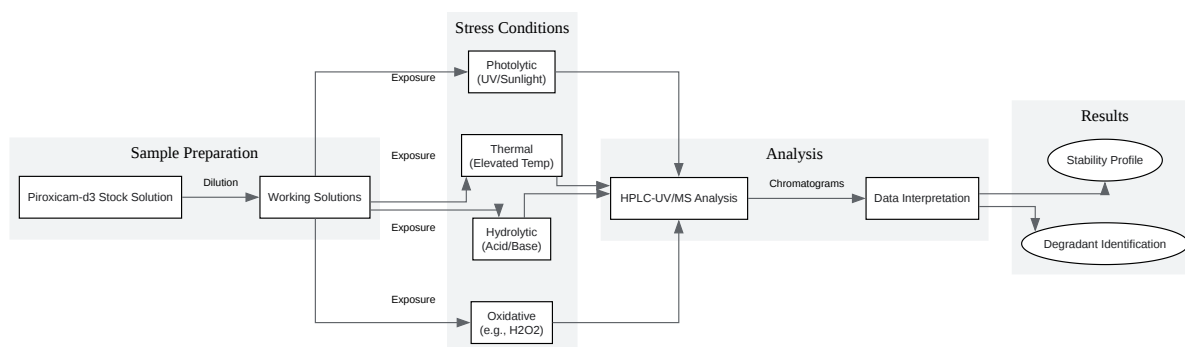 Stress Conditions
Photolytic
(UV/Sunlight)
Exposure
Results
Thermal
(Elevated Temp)
Exposure
Sample Preparation
Analysis
Stability Profile
Dilution
Chromatograms
Piroxicam-d3 Stock Solution
Working Solutions
HPLC-UV/MS Analysis
Data Interpretation
Exposure
Hydrolytic
(Acid/Base)
Degradant Identification
Exposure
Oxidative
(e.g., H2O2)